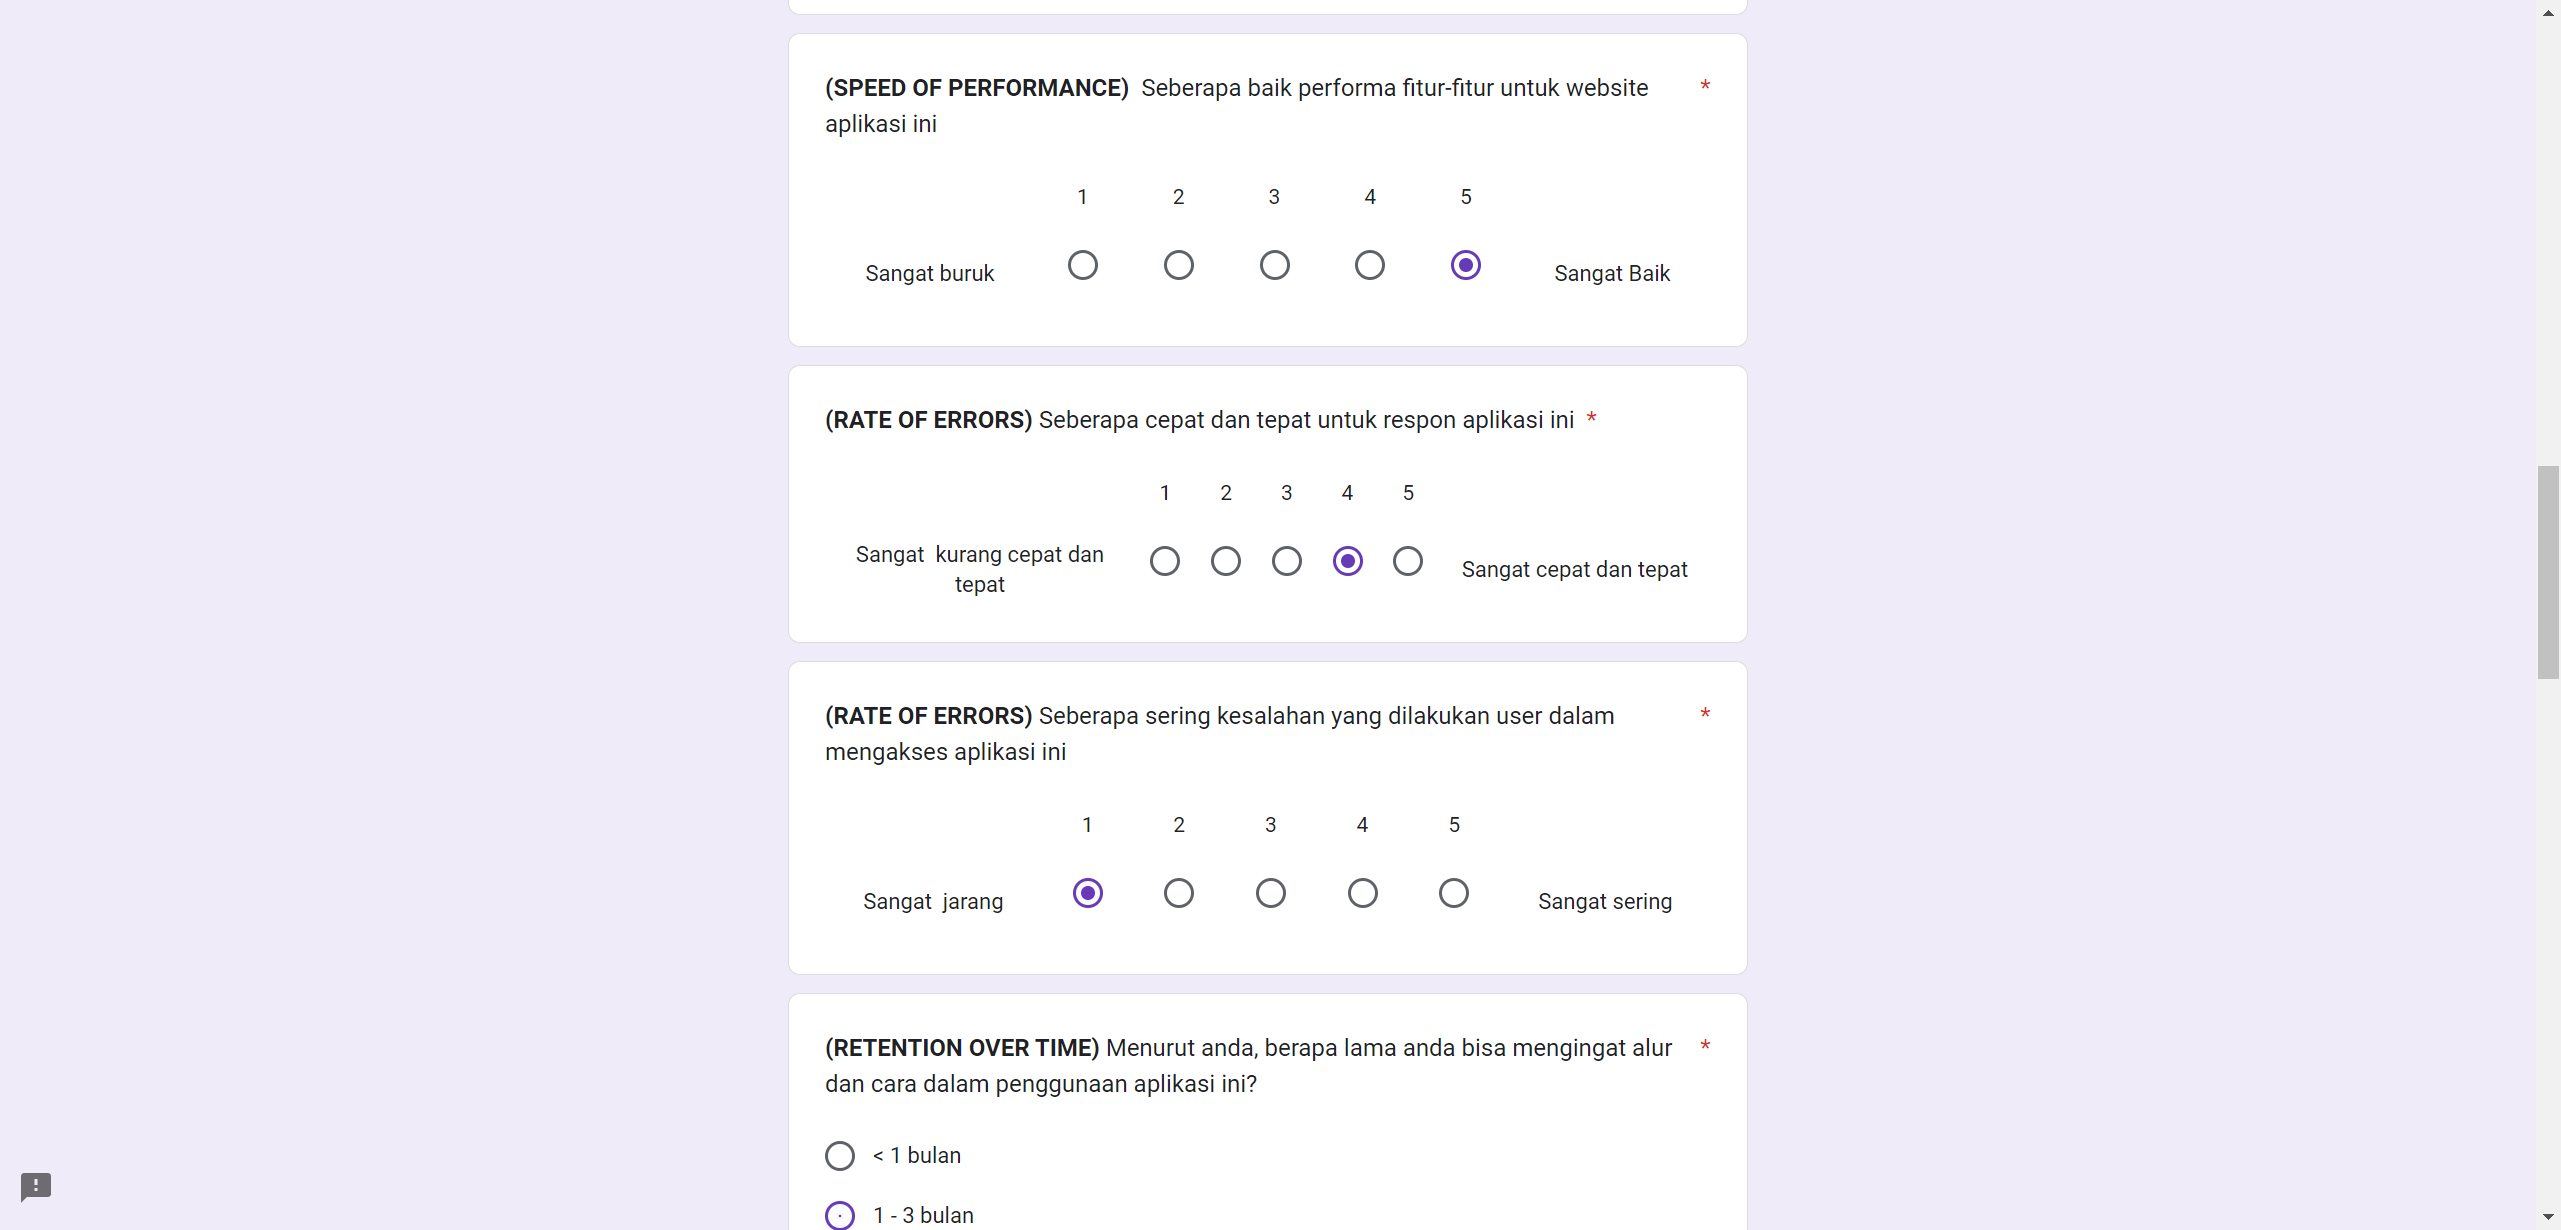 (SPEED OF PERFORMANCE)  Seberapa baik performa fitur-fitur untuk website *
aplikasi ini
1 2 3 4 5
Sangat buruk Sangat Baik
(RATE OF ERRORS) Seberapa cepat dan tepat untuk respon aplikasi ini *
1 2 3 4 5
Sangat  kurang cepat dan
tepat
Sangat cepat dan tepat
(RATE OF ERRORS) Seberapa sering kesalahan yang dilakukan user dalam *
mengakses aplikasi ini
1 2 3 4 5
Sangat  jarang Sangat sering
(RETENTION OVER TIME) Menurut anda, berapa lama anda bisa mengingat alur *
dan cara dalam penggunaan aplikasi ini?
< 1 bulan
1 - 3 bulan